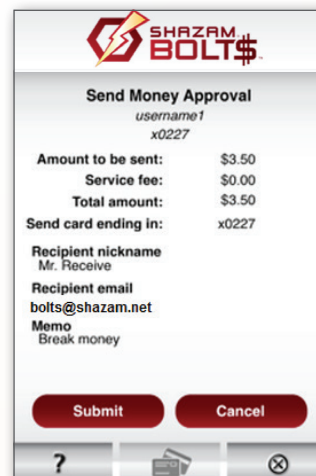 SHAZAM.
BOLT$™
Send Money Approval
username1
x0227
Amount to be sent: $3.50
Service fee: $0.00
Total amount: $3.50
Send card ending in: x0227
Recipient nickname
Mr. Receive
Recipient email
bolts@shazam.net
Memo
Break money
Submit Cancel
?